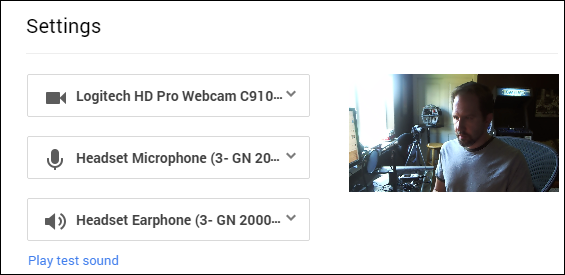 Settings
Logitech HD Pro Webcam C910...
Headset Microphone (3- GN 20...
Headset Earphone (3- GN 2000...
Play test sound